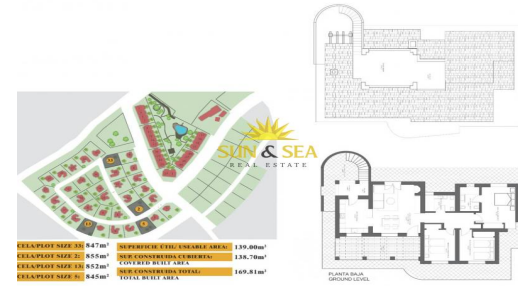 SUN & SEA
REAL ESTATE
CELA/PLOT SIZE 33: 847m²
CELA/PLOT SIZE 2: 855m²
CELA/PLOT SIZE 13: 852m²
CELA/PLOT SIZE 5: 845m²
SUPERFICIE ÚTIL/ USEABLE AREA: 139.00m²
SUP. CONSTRUIDA CUBIERTA: 138.70m²
COVERED BUILT AREA
SUP. CONSTRUIDA TOTAL: 169.81m²
TOTAL BUILT AREA
PLANTA BAJA
GROUND LEVEL